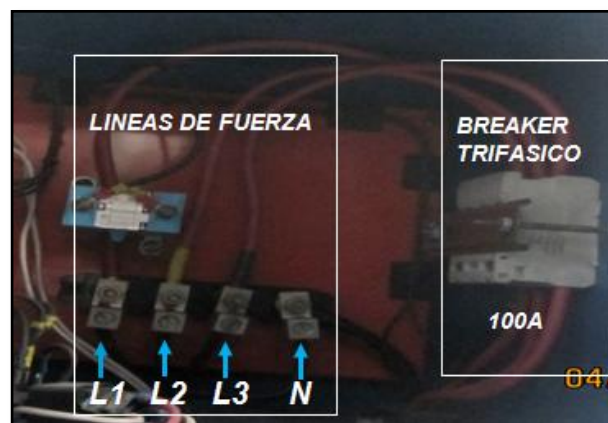 LINEAS DE FUERZA
BREAKER
TRIFASICO
100A
04
L1 L2 L3 N